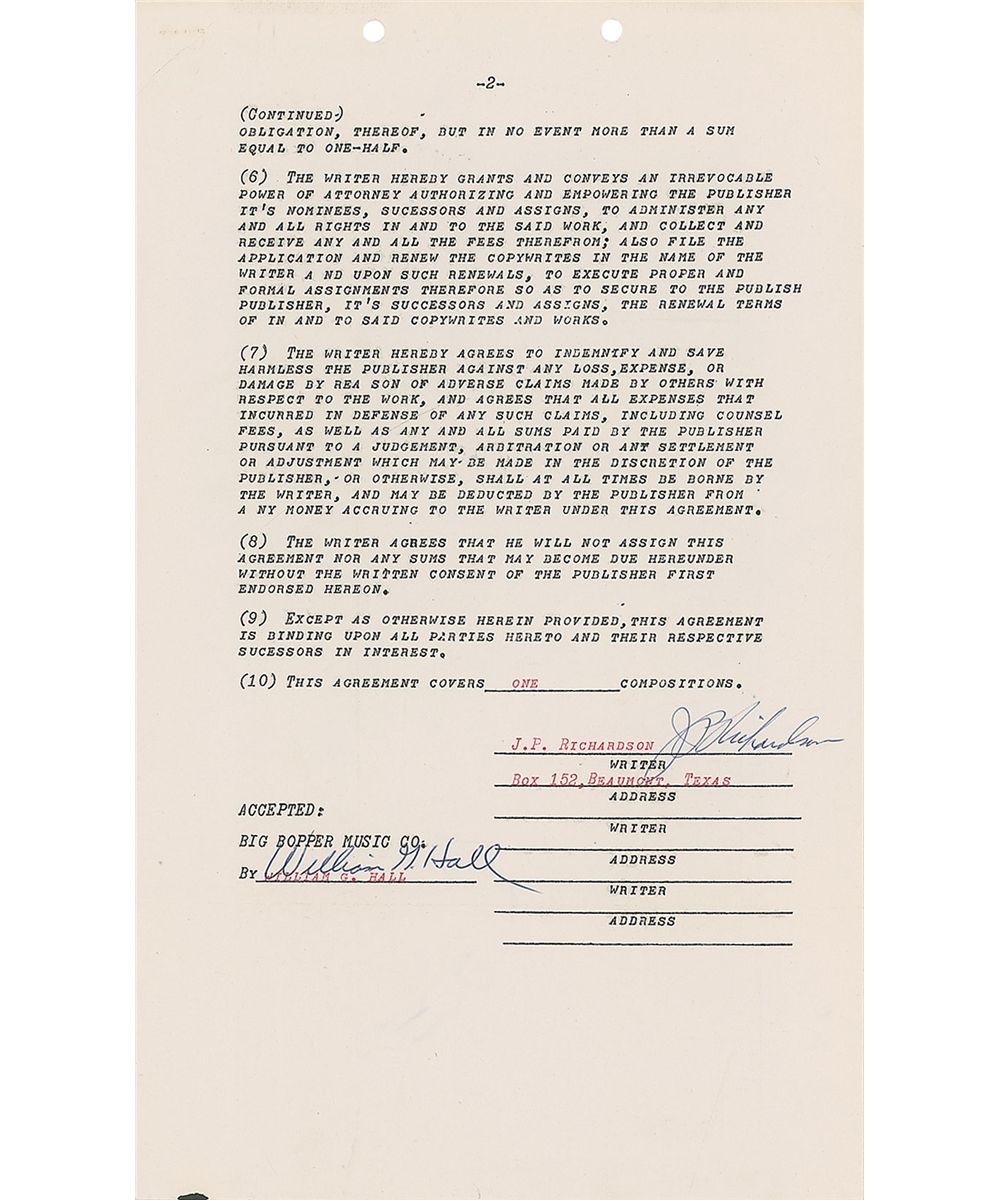 -2-
(CONTINUED-)
OBLIGATION, THEREOF, BUT IN NO EVENT MORE THAN A SUM
EQUAL TO ONE-HALF.
(6) THE WRITER HEREBY GRANTS AND CONVEYS AN IRREVOCABLE
POWER OF ATTORNEY AUTHORIZING AND EMPOWERING THE PUBLISHER
IT'S NOMINEES, SUCESSORS AND ASSIGNS, TO ADMINISTER ANY
AND ALL RIGHTS IN AND TO THE SAID WORK, AND COLLECT AND
RECEIVE ANY AND ALL THE FEES THEREFROM; ALSO FILE THE
APPLICATION AND RENEW THE COPYWRITES IN THE NAME OF THE
WRITER A ND UPON SUCH RENEWALS, TO EXECUTE PROPER AND
FORMAL ASSIGNMENTS THEREFORE SO AS TO SECURE TO THE PUBLISH
PUBLISHER, IT'S SUCCESSORS AND ASSIGNS, THE RENEWAL TERMS
OF IN AND TO SAID COPYWRITES AND WORKS.
(7) THE WRITER HEREBY AGREES TO INDEMNIFY AND SAVE
HARMLESS THE PUBLISHER AGAINST ANY LOSS,EXPENSE, OR
DAMAGE BY REA SON OF ADVERSE CLAIMS MADE BY OTHERS WITH
RESPECT TO THE WORK, AND AGREES THAT ALL EXPENSES THAT
INCURRED IN DEFENSE OF ANY SUCH CLAIMS, INCLUDING COUNSEL
FEES, AS WELL AS ANY AND ALL SUMS PAID BY THE PUBLISHER
PURSUANT TO A JUDGEMENT, ARBITRATION OR ANY SETTLEMENT
OR ADJUSTMENT WHICH MAY BE MADE IN THE DISCRETION OF THE
PUBLISHER, OR OTHERWISE, SHALL AT ALL TIMES BE BORNE BY
THE WRITER, AND MAY BE DEDUCTED BY THE PUBLISHER FROM
A NY MONEY ACCRUING TO THE WRITER UNDER THIS AGREEMENT.
(8) THE WRITER AGREES THAT HE WILL NOT ASSIGN THIS
AGREEMENT NOR ANY SUMS THAT MAY BECOME DUE HEREUNDER
WITHOUT THE WRITTEN CONSENT OF THE PUBLISHER FIRST
ENDORSED HEREON.
(9) EXCEPT AS OTHERWISE HEREIN PROVIDED,THIS AGREEMENT
IS BINDING UPON ALL PARTIES HERETO AND THEIR RESPECTIVE
SUCESSORS IN INTEREST.
(10) THIS AGREEMENT COVERS ONE COMPOSITIONS.
J.P. RICHARDSON JP Richardson
WRITER
BOX 152,BEAUMONT, TEXAS
ADDRESS
WRITER
ADDRESS
WRITER
ADDRESS
ACCEPTED:
BIG BOPPER MUSIC CO.
William G. Hall
BY WILLIAM G. HALL